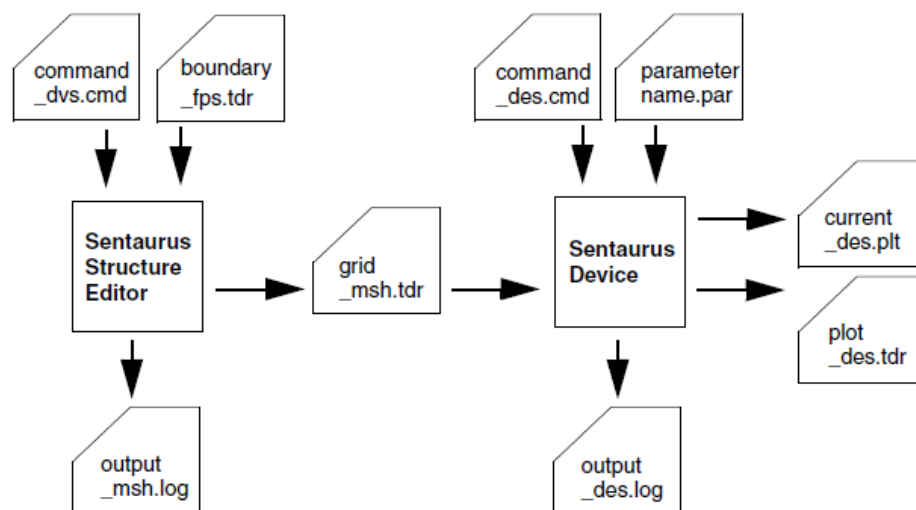 command
_dvs.cmd
boundary
_fps.tdr
command
_des.cmd
parameter
name.par
Sentaurus
Structure
Editor
grid
_msh.tdr
Sentaurus
Device
current
_des.plt
plot
_des.tdr
output
_msh.log
output
_des.log